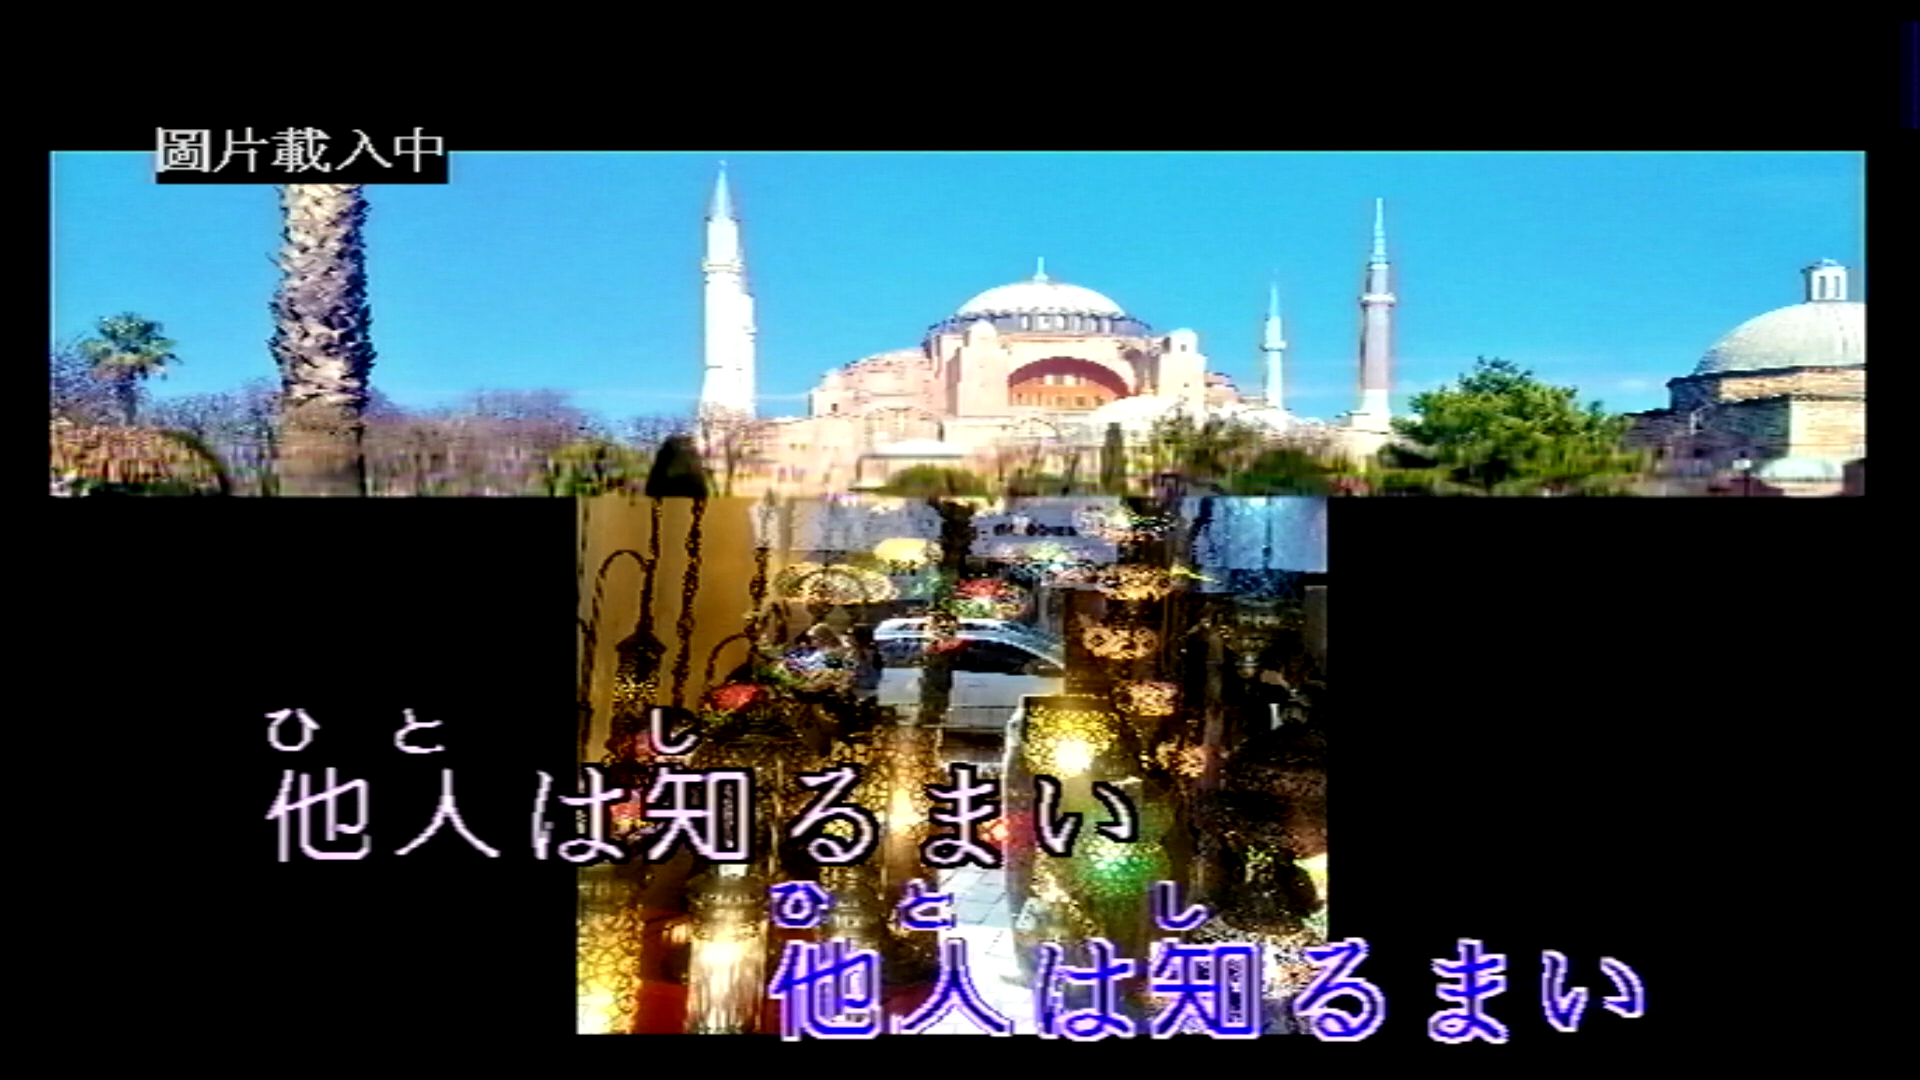 圖片載入中
ひと し
他人は知るまい
ひと し
他人は知るまい